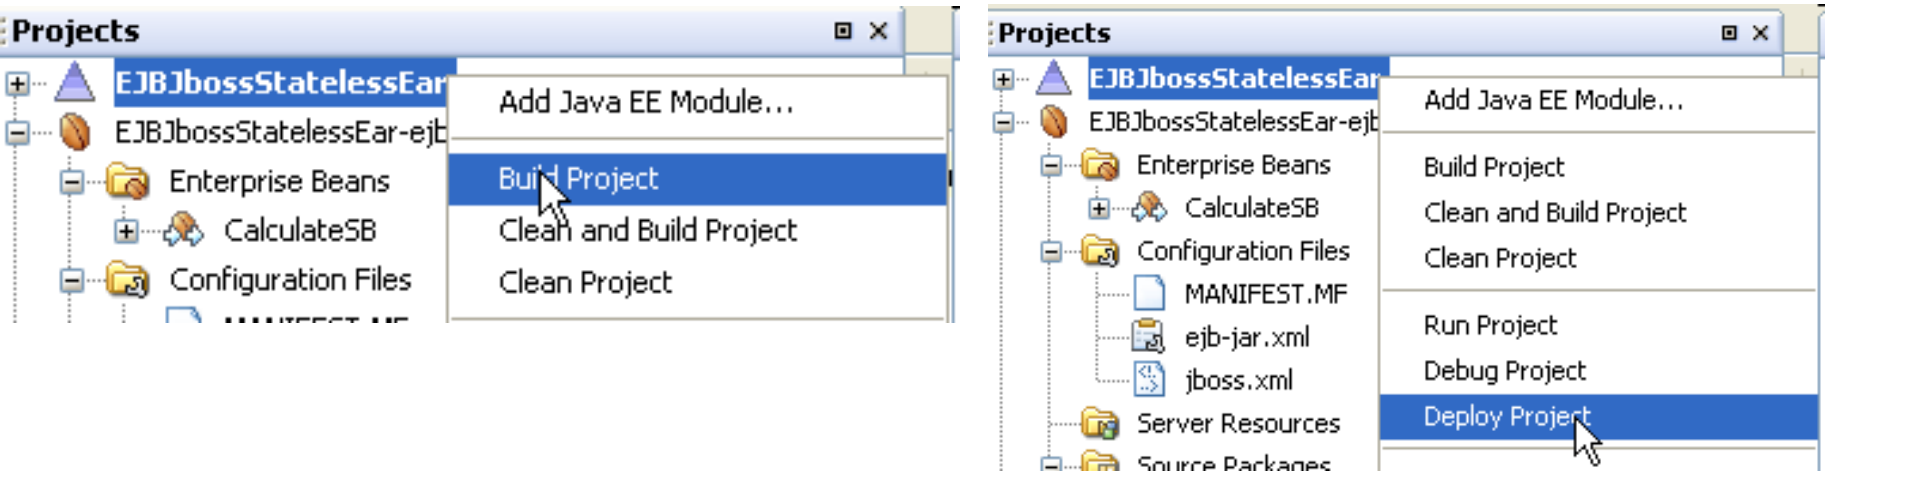 Projects
EJBJbossStatelessEar
EJBJbossStatelessEar-ejb
Enterprise Beans
CalculateSB
Configuration Files
MANIFEST.MF
Add Java EE Module...
Build Project
Clean and Build Project
Clean Project
Projects
EJBJbossStatelessEar
EJBJbossStatelessEar-ejb
Enterprise Beans
CalculateSB
Configuration Files
MANIFEST.MF
ejb-jar.xml
jboss.xml
Server Resources
Source Packages
Add Java EE Module...
Build Project
Clean and Build Project
Clean Project
Run Project
Debug Project
Deploy Project